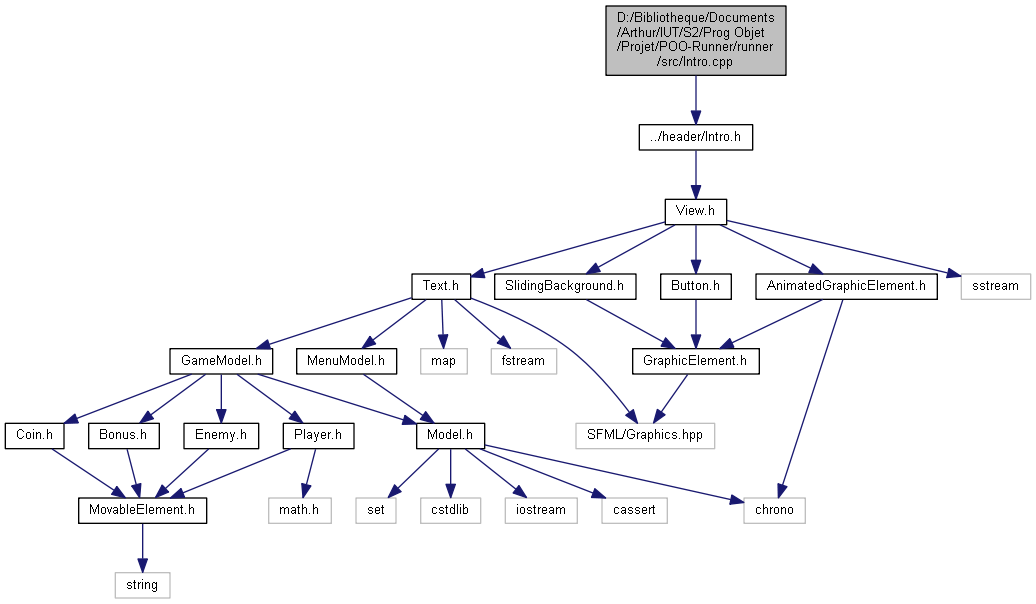 D:/Bibliotheque/Documents
/Arthur/IUT/S2/Prog Objet
/Projet/POO-Runner/runner
/src/Intro.cpp
../header/Intro.h
View.h
Text.h
SlidingBackground.h
Button.h
AnimatedGraphicElement.h
sstream
GameModel.h
MenuModel.h
map
fstream
GraphicElement.h
Coin.h
Bonus.h
Enemy.h
Player.h
Model.h
SFML/Graphics.hpp
MovableElement.h
math.h
set
cstdlib
iostream
cassert
chrono
string